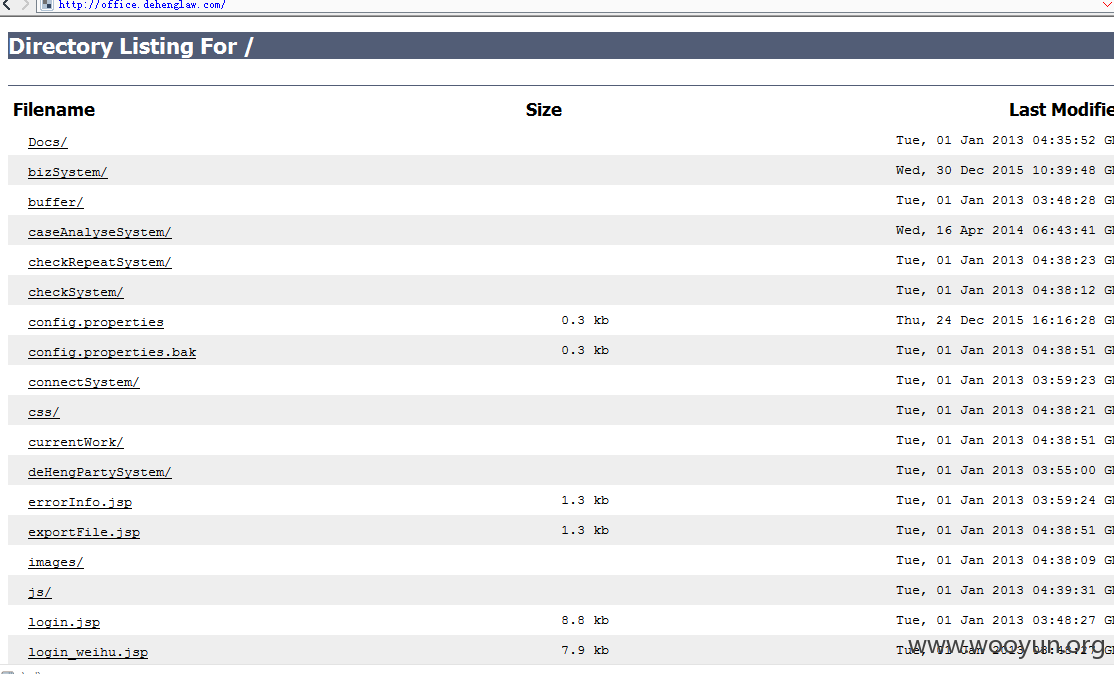 http://office.dehenglaw.com/
Directory Listing For /
Filename Size Last Modifie
Docs/ Tue, 01 Jan 2013 04:35:52 G
bizSystem/ Wed, 30 Dec 2015 10:39:48 G
buffer/ Tue, 01 Jan 2013 03:48:28 G
caseAnalyseSystem/ Wed, 16 Apr 2014 06:43:41 G
checkRepeatSystem/ Tue, 01 Jan 2013 04:38:23 G
checkSystem/ Tue, 01 Jan 2013 04:38:12 G
config.properties 0.3 kb Thu, 24 Dec 2015 16:16:28 G
config.properties.bak 0.3 kb Tue, 01 Jan 2013 04:38:51 G
connectSystem/ Tue, 01 Jan 2013 03:59:23 G
css/ Tue, 01 Jan 2013 04:38:21 G
currentWork/ Tue, 01 Jan 2013 04:38:51 G
deHengPartySystem/ Tue, 01 Jan 2013 03:55:00 G
errorInfo.jsp 1.3 kb Tue, 01 Jan 2013 03:59:24 G
exportFile.jsp 1.3 kb Tue, 01 Jan 2013 04:38:51 G
images/ Tue, 01 Jan 2013 04:38:09 G
js/ Tue, 01 Jan 2013 04:39:31 G
login.jsp 8.8 kb Tue, 01 Jan 2013 03:48:27 G
login_weihu.jsp 7.9 kb Tue, 01 Jan 2013 03:48:27 G
www.wooyun.org